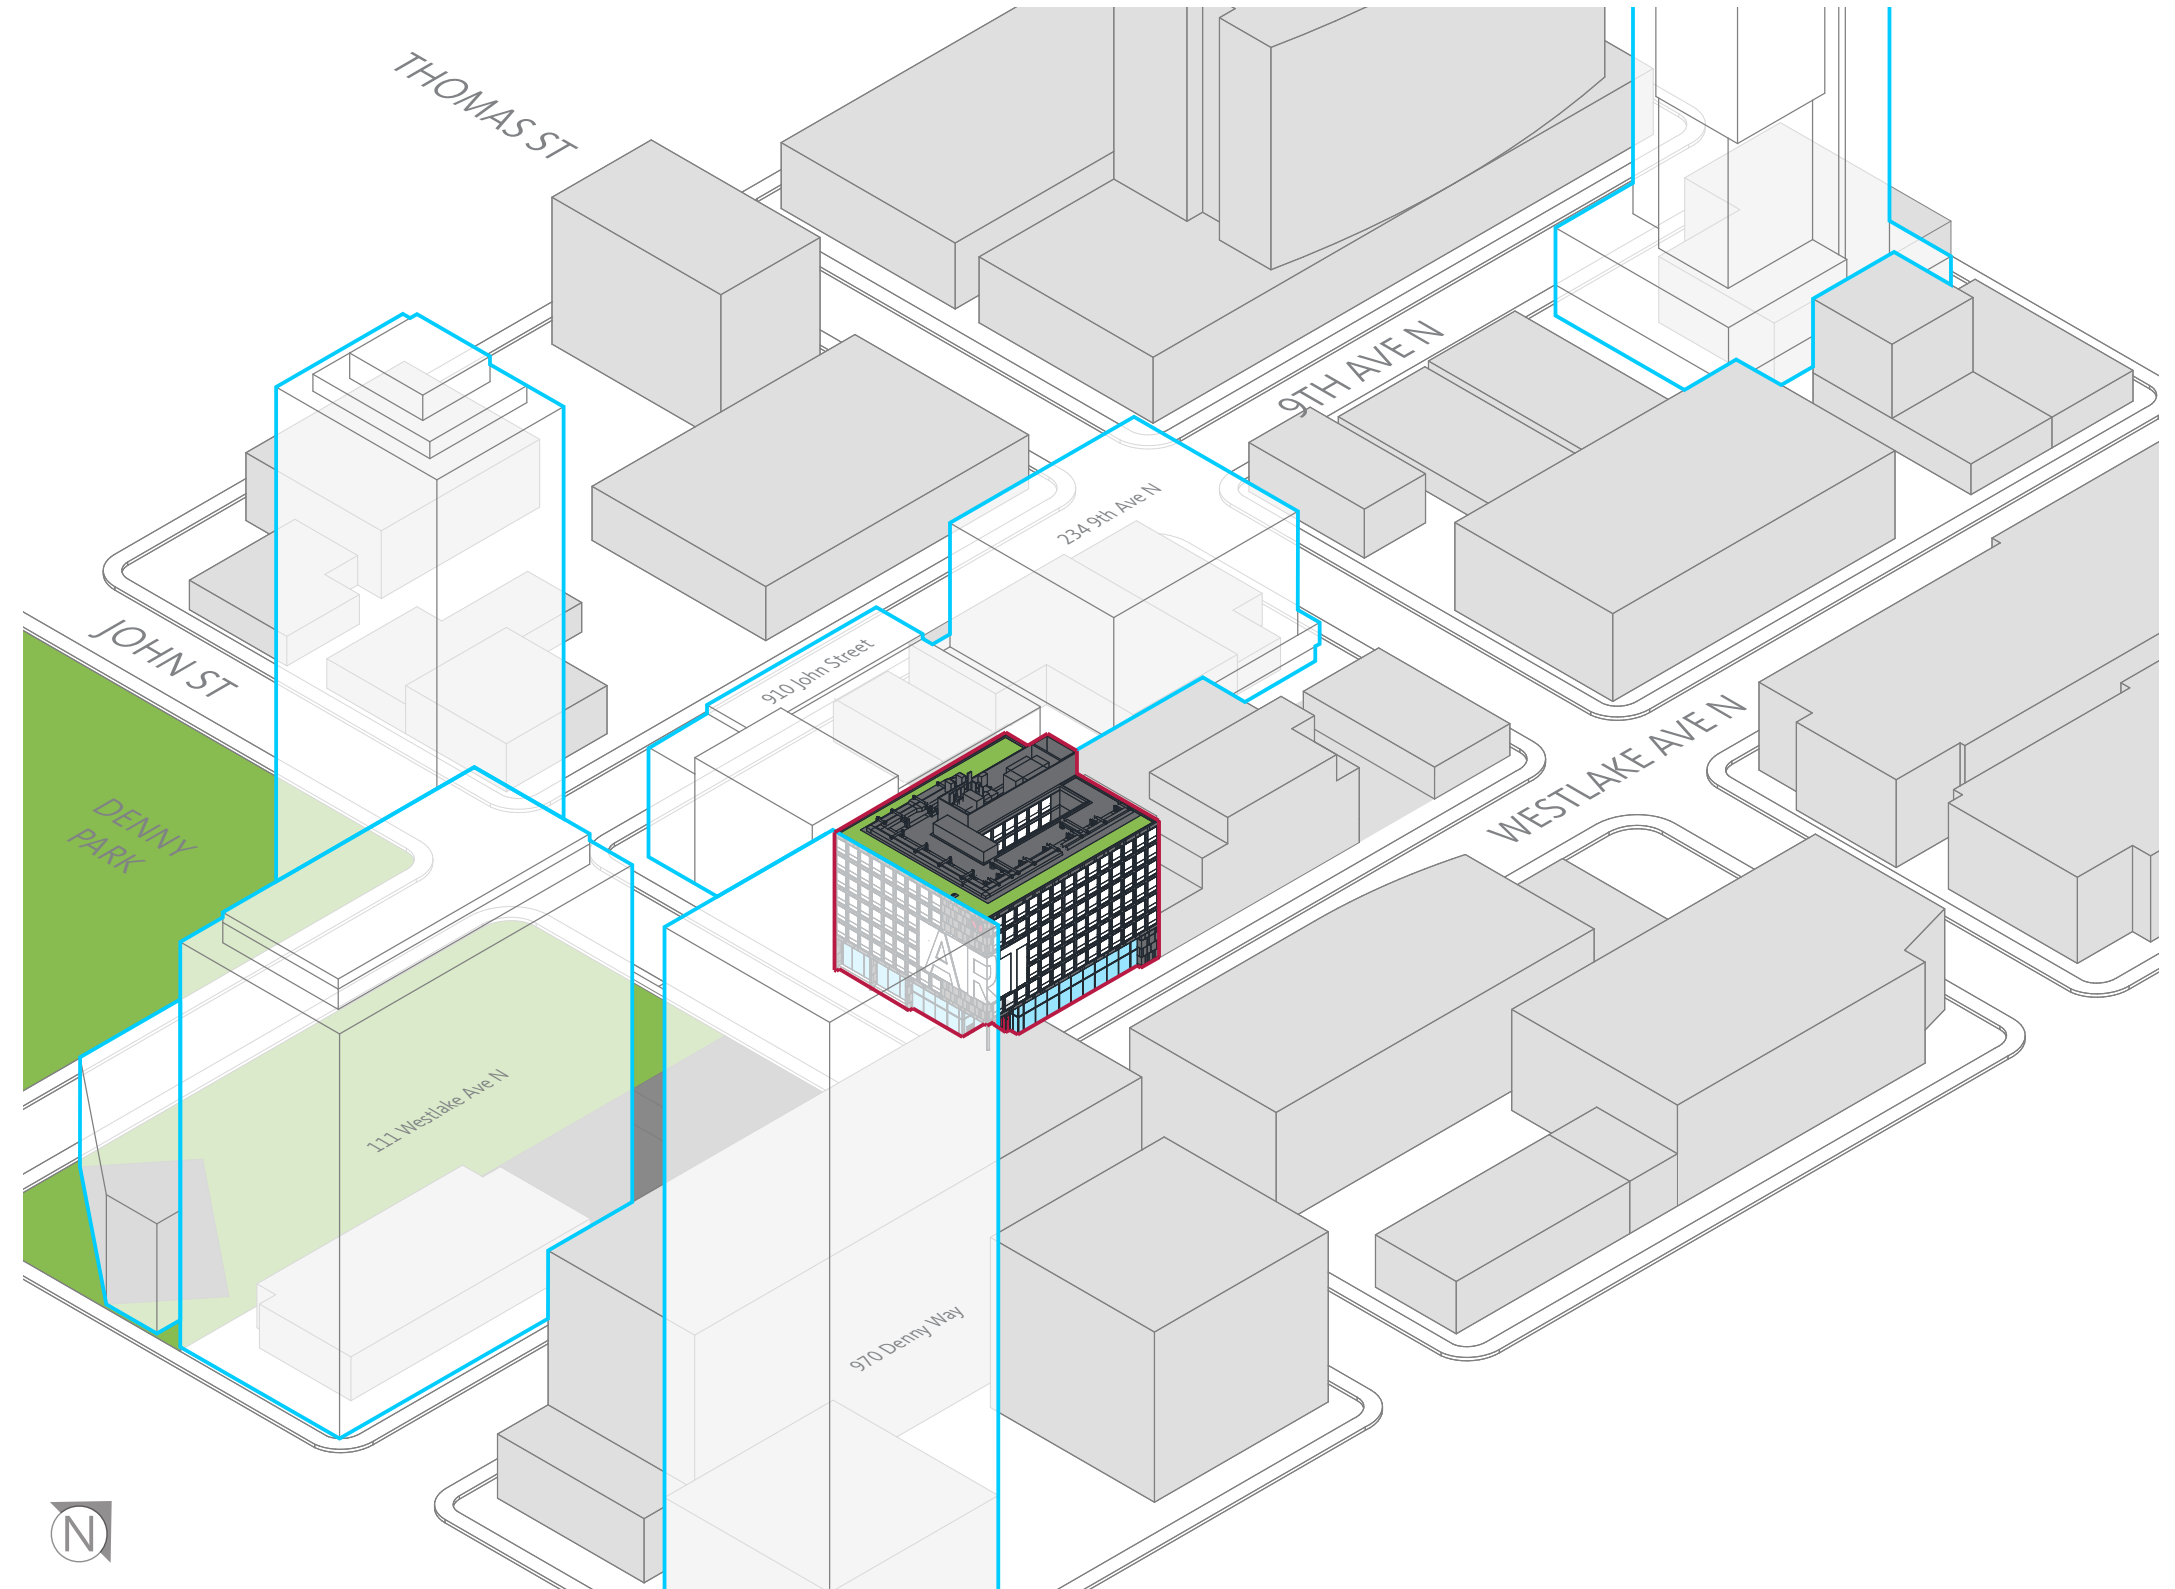 THOMAS ST
9TH AVE N
234 9th Ave N
JOHN ST
910 John Street
WESTLAKE AVE N
DENNY
PARK
AR
111 Westlake Ave N
970 Denny Way
N